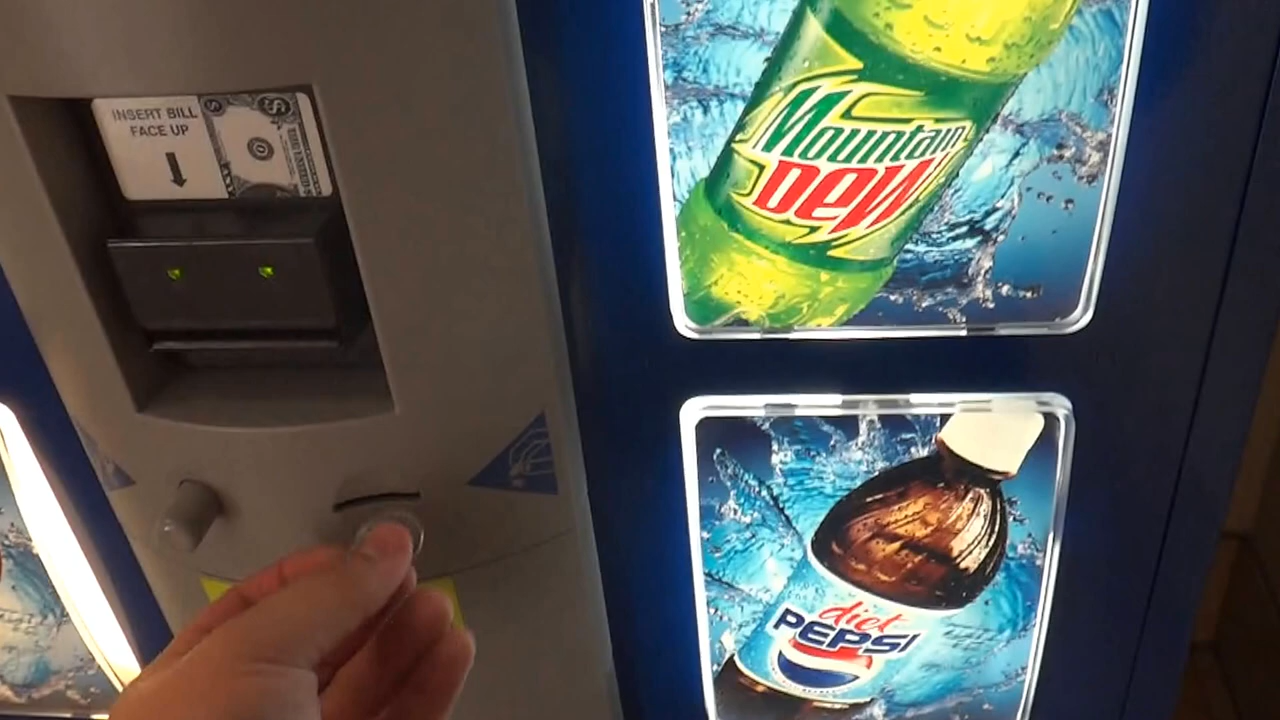 INSERT BILL
FACE UP
Mountain
Dew
diet
PEPSI